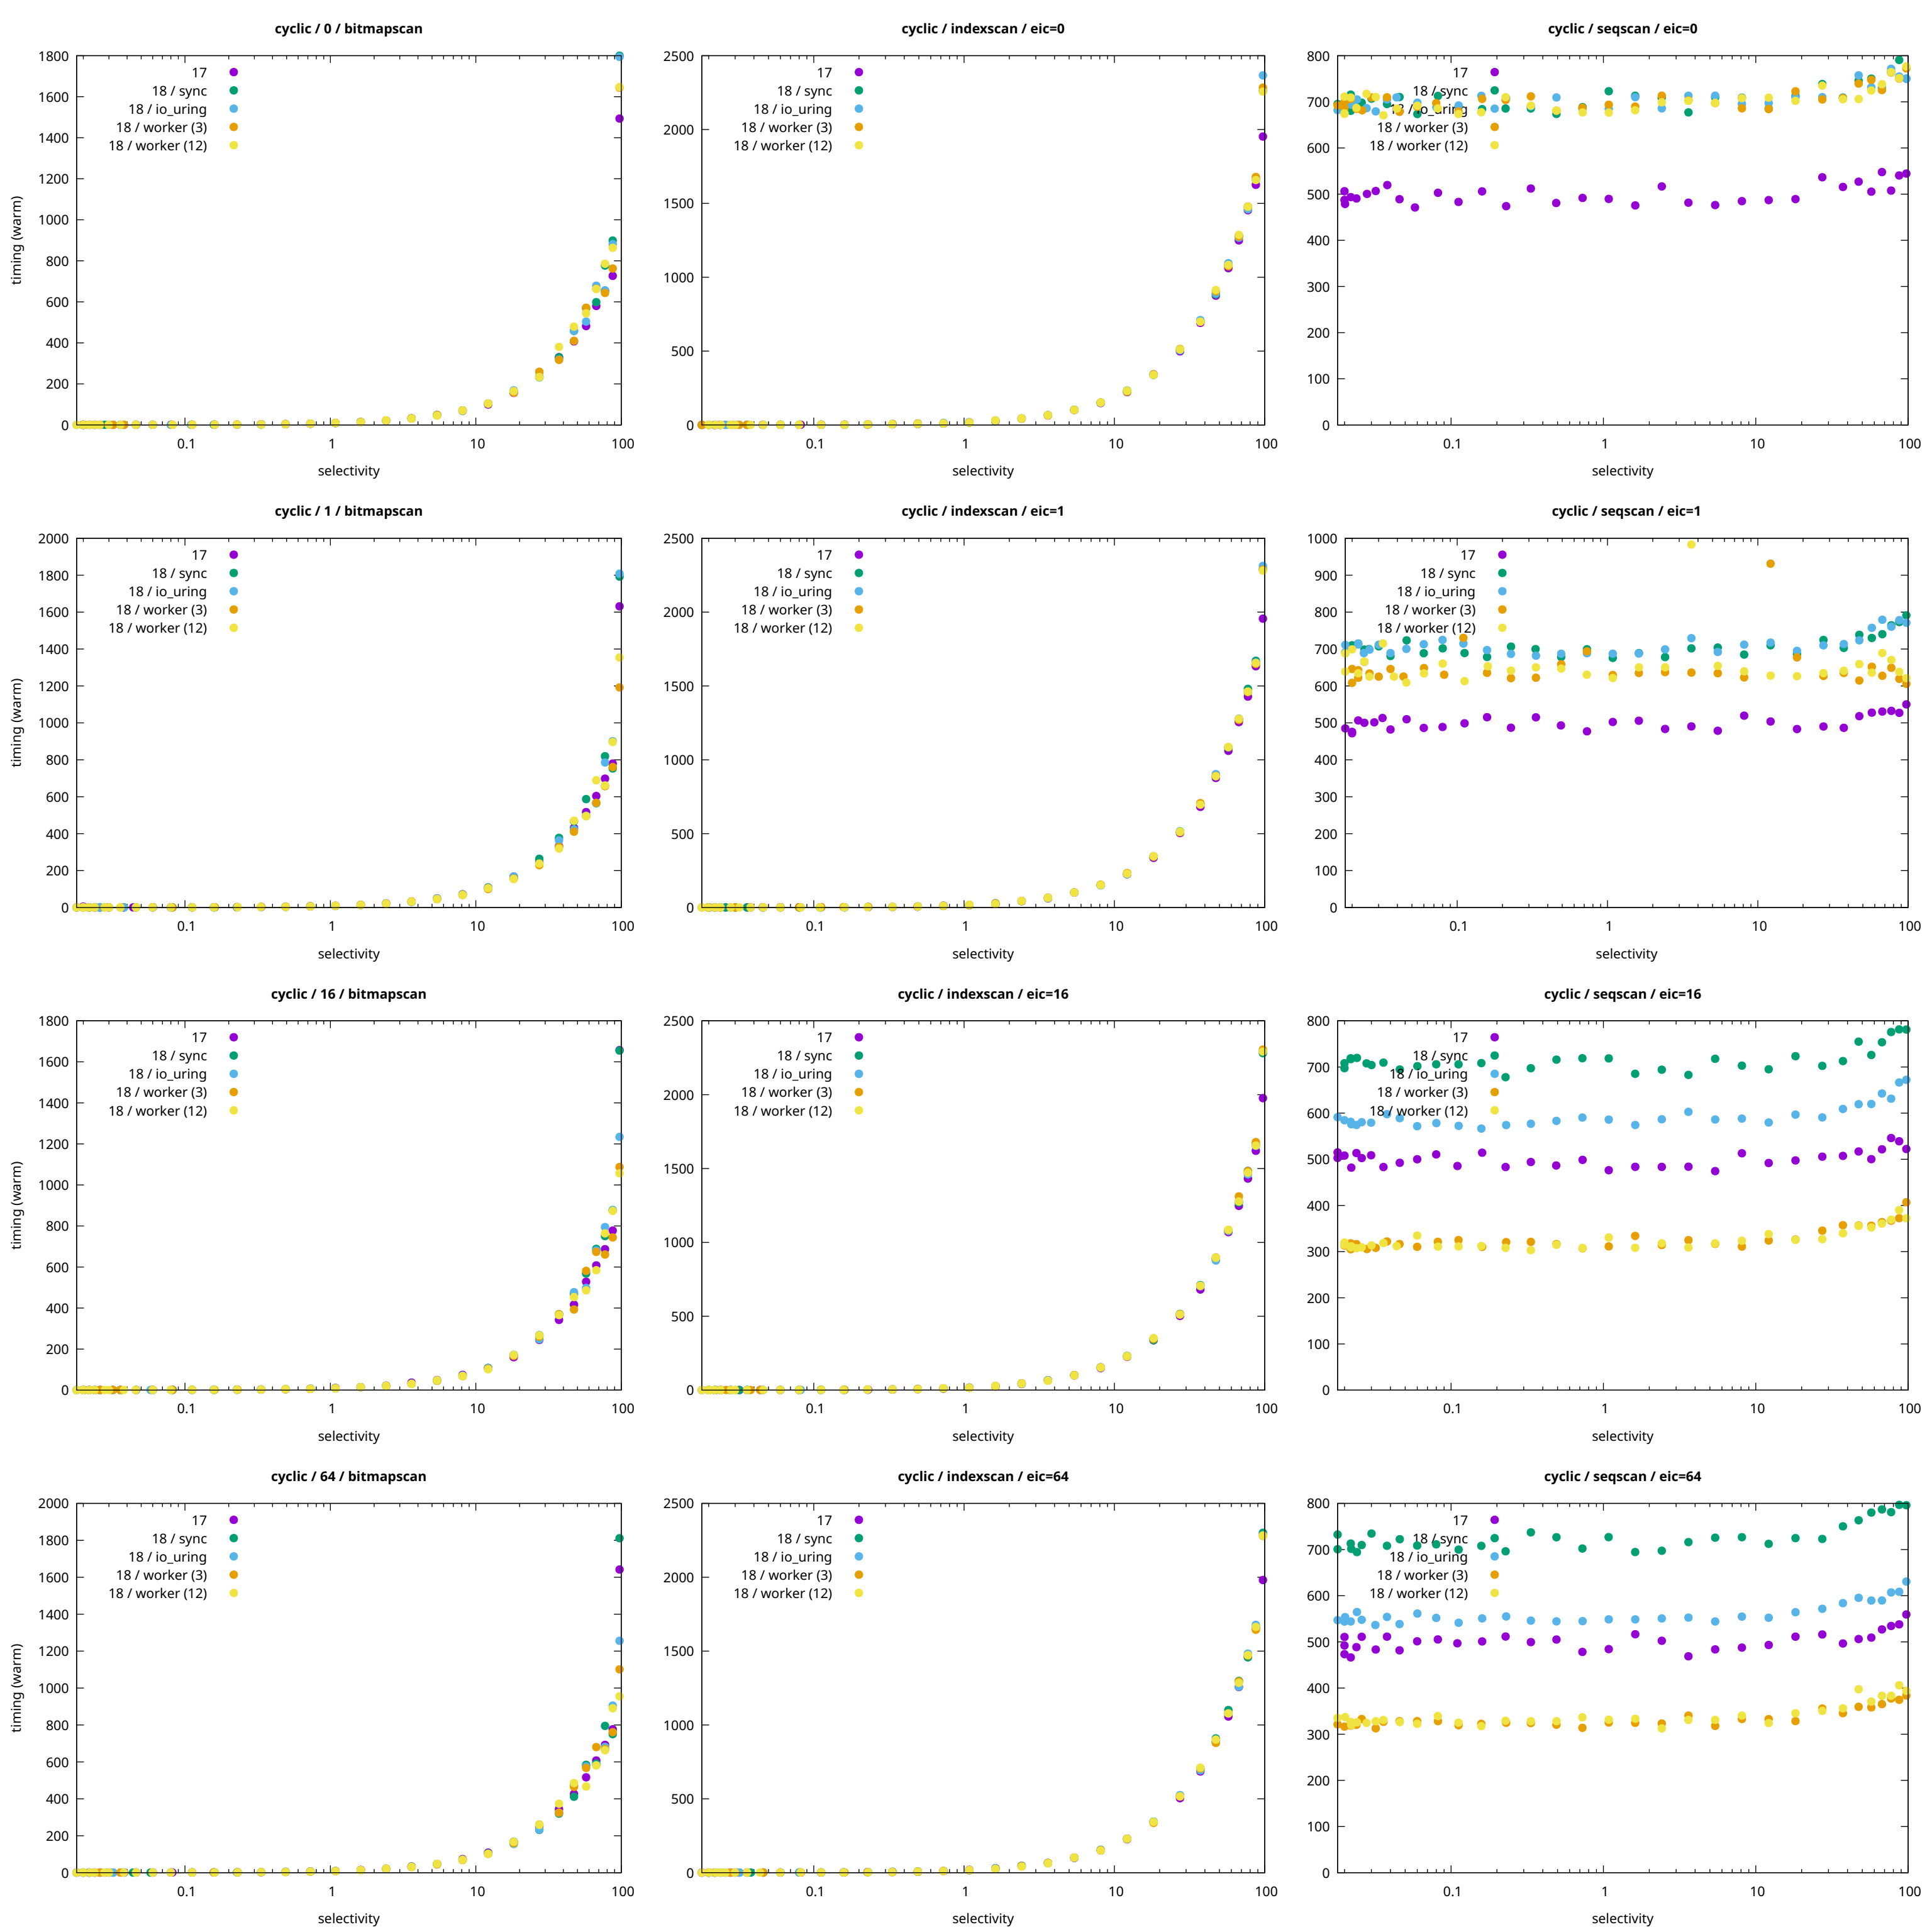 cyclic / 0 / bitmapscan
timing (warm)
1800
1600
1400
1200
1000
800
600
400
200
0
17
18 / sync
18 / io_uring
18 / worker (3)
18 / worker (12)
0.1 1 10 100
selectivity
cyclic / indexscan / eic=0
2500
2000
1500
1000
500
0
17
18 / sync
18 / io_uring
18 / worker (3)
18 / worker (12)
0.1 1 10 100
selectivity
cyclic / seqscan / eic=0
800
700
600
500
400
300
200
100
0
17
18 / sync
18 / io_uring
18 / worker (3)
18 / worker (12)
0.1 1 10 100
selectivity
cyclic / 1 / bitmapscan
timing (warm)
2000
1800
1600
1400
1200
1000
800
600
400
200
0
17
18 / sync
18 / io_uring
18 / worker (3)
18 / worker (12)
0.1 1 10 100
selectivity
cyclic / indexscan / eic=1
2500
2000
1500
1000
500
0
17
18 / sync
18 / io_uring
18 / worker (3)
18 / worker (12)
0.1 1 10 100
selectivity
cyclic / seqscan / eic=1
1000
900
800
700
600
500
400
300
200
100
0
17
18 / sync
18 / io_uring
18 / worker (3)
18 / worker (12)
0.1 1 10 100
selectivity
cyclic / 16 / bitmapscan
timing (warm)
1800
1600
1400
1200
1000
800
600
400
200
0
17
18 / sync
18 / io_uring
18 / worker (3)
18 / worker (12)
0.1 1 10 100
selectivity
cyclic / indexscan / eic=16
2500
2000
1500
1000
500
0
17
18 / sync
18 / io_uring
18 / worker (3)
18 / worker (12)
0.1 1 10 100
selectivity
cyclic / seqscan / eic=16
800
700
600
500
400
300
200
100
0
17
18 / sync
18 / io_uring
18 / worker (3)
18 / worker (12)
0.1 1 10 100
selectivity
cyclic / 64 / bitmapscan
timing (warm)
2000
1800
1600
1400
1200
1000
800
600
400
200
0
17
18 / sync
18 / io_uring
18 / worker (3)
18 / worker (12)
0.1 1 10 100
selectivity
cyclic / indexscan / eic=64
2500
2000
1500
1000
500
0
17
18 / sync
18 / io_uring
18 / worker (3)
18 / worker (12)
0.1 1 10 100
selectivity
cyclic / seqscan / eic=64
800
700
600
500
400
300
200
100
0
17
18 / sync
18 / io_uring
18 / worker (3)
18 / worker (12)
0.1 1 10 100
selectivity